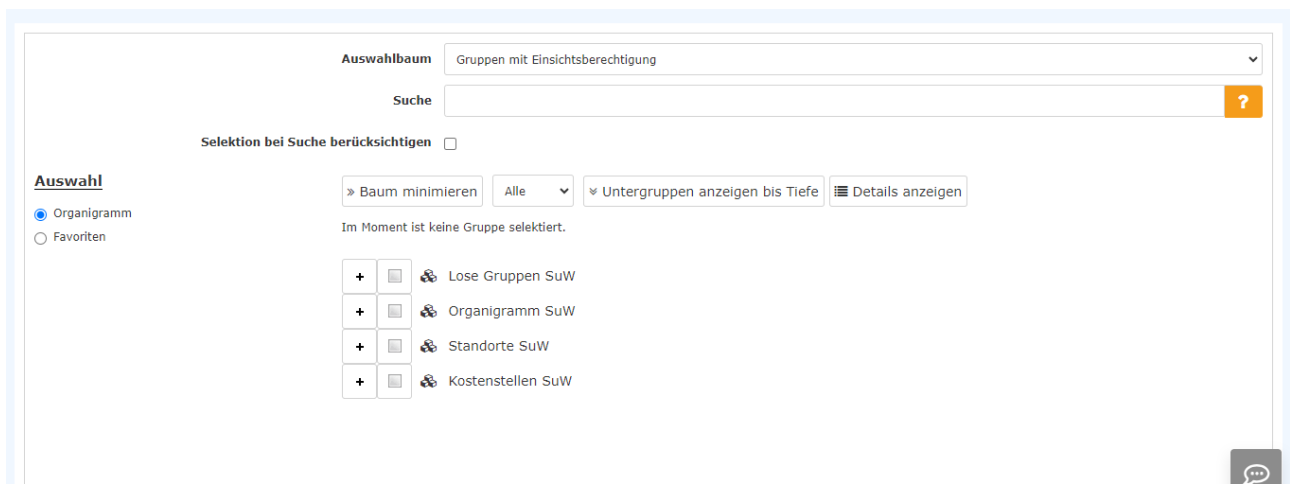 Auswahlbaum Gruppen mit Einsichtsberechtigung
Suche ?
Selektion bei Suche berücksichtigen
Auswahl
Organigramm
Favoriten
» Baum minimieren Alle Untergruppen anzeigen bis Tiefe Details anzeigen
Im Moment ist keine Gruppe selektiert.
+ Lose Gruppen SuW
+ Organigramm SuW
+ Standorte SuW
+ Kostenstellen SuW